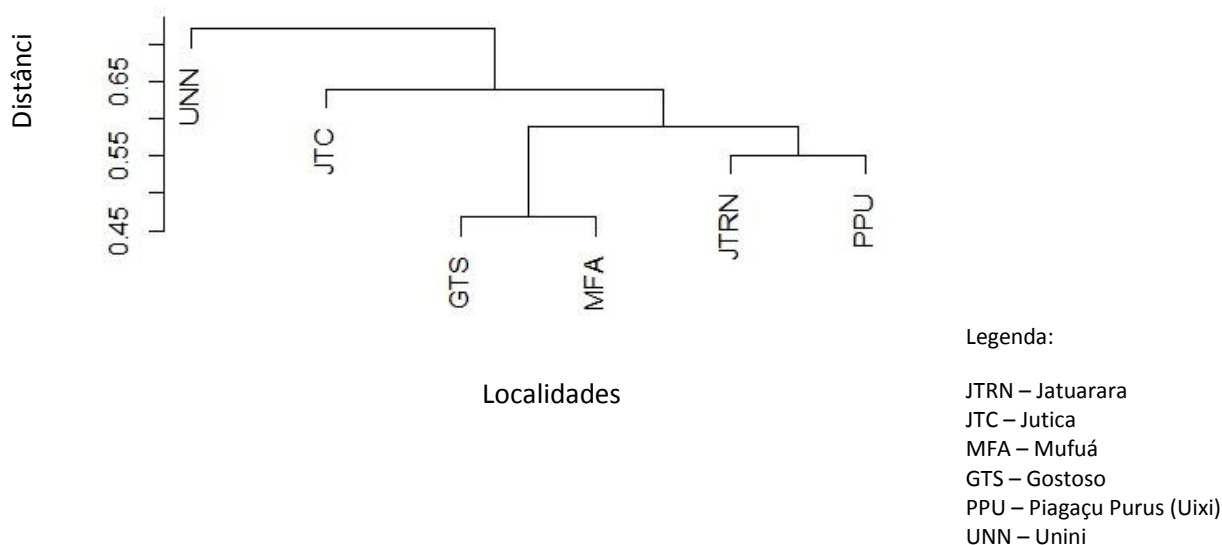 Distânci
0.65
0.55
0.45
UNN
JTC
GTS
MFA
JTRN
PPU
Localidades
Legenda:
JTRN – Jatuarara
JTC – Jutica
MFA – Mufuá
GTS – Gostoso
PPU – Piagaçu Purus (Uixi)
UNN – Unini